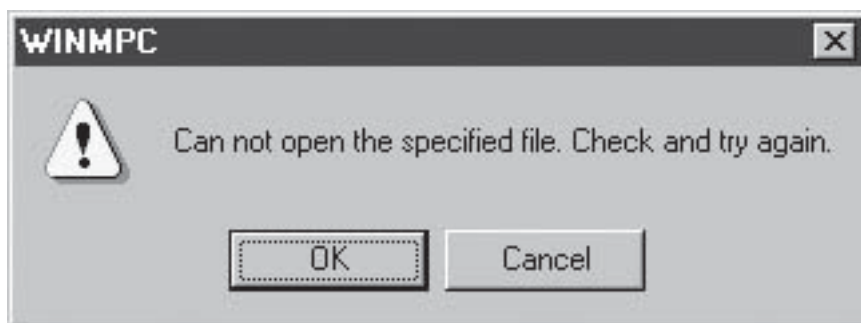 WINMPC
Can not open the specified file. Check and try again.
OK
Cancel